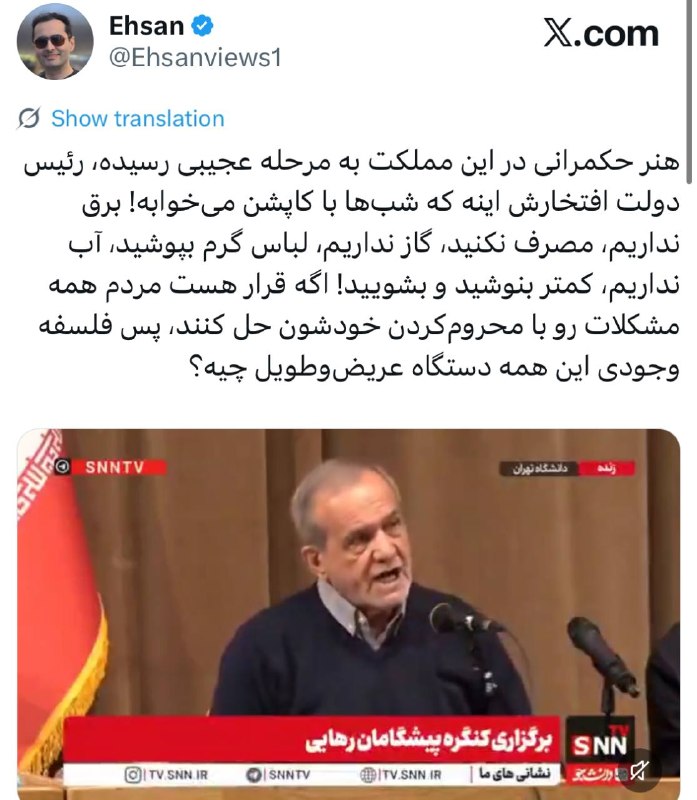 Ehsan
@Ehsanviews1
X.com
Show translation
هنر حکمرانی در این مملکت به مرحله عجیبی رسیده، رئیس
دولت افتخارش اینه که شب‌ها با کاپشن می‌خوابه! برق
نداریم، مصرف نکنید، گاز نداریم، لباس گرم بپوشید، آب
نداریم، کمتر بنوشید و بشویید! اگه قرار هست مردم همه
مشکلات رو با محروم‌کردن خودشون حل کنند، پس فلسفه
وجودی این همه دستگاه عریض‌وطویل چیه؟
SNNTV
زنده
دانشگاه تهران
برگزاری کنگره پیشگامان رهایی
SNN TV
نشانی های ما
TV.SNN.IR
SNNTV
TV.SNN.IR